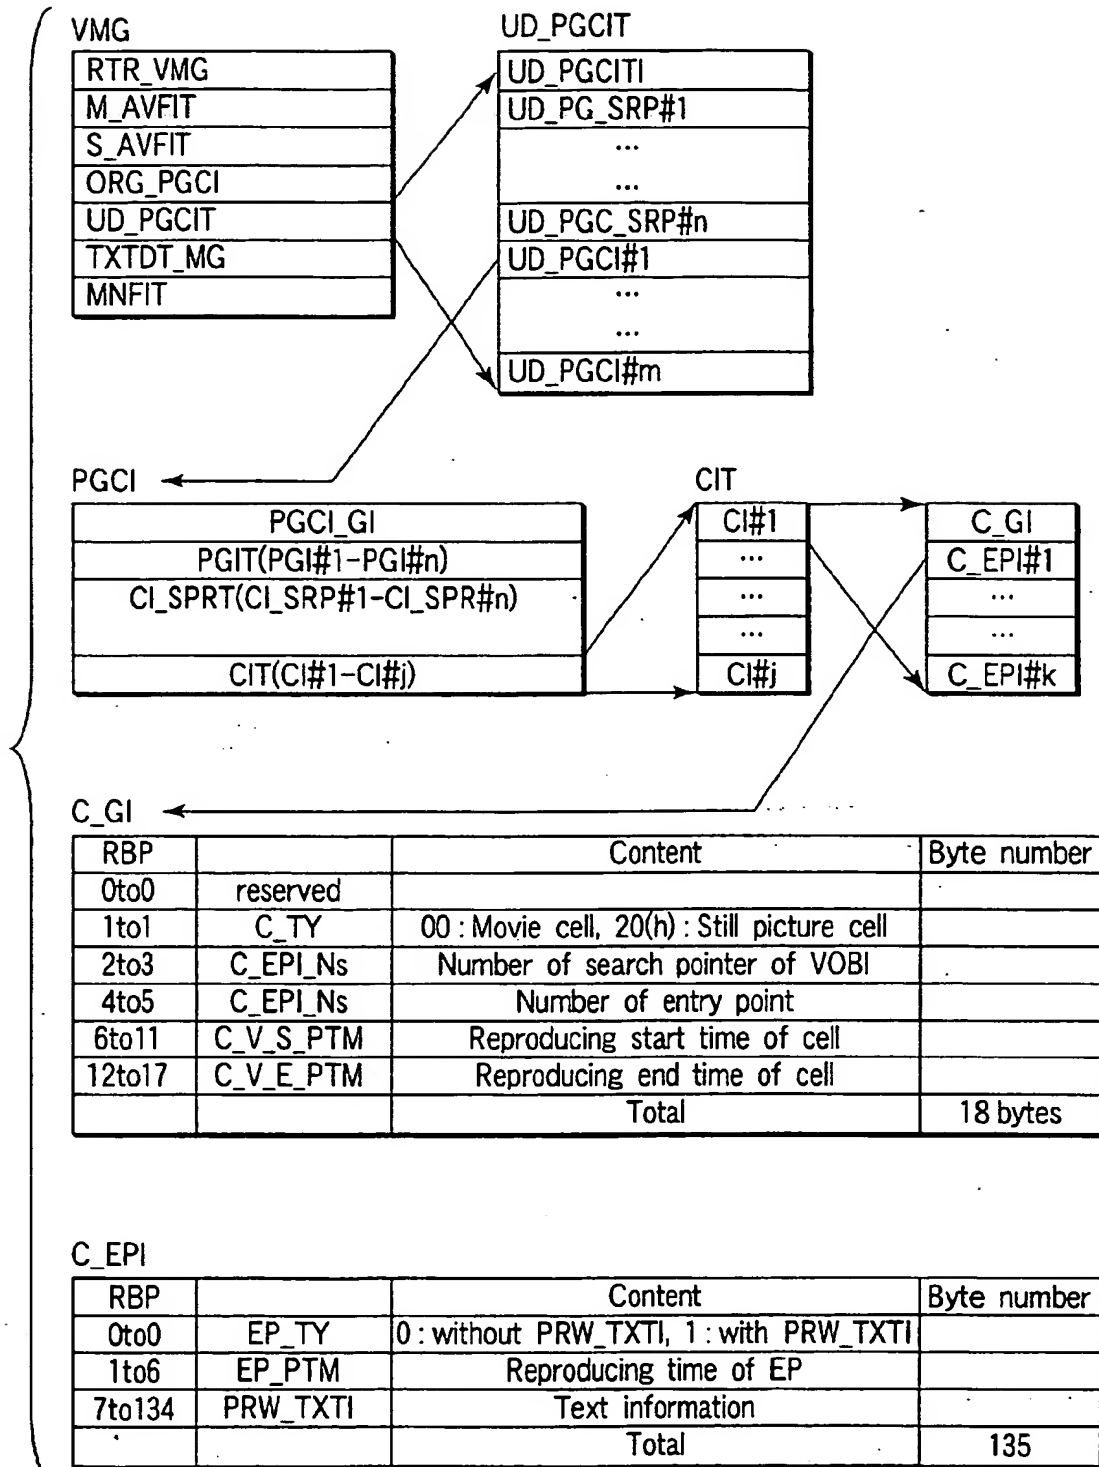 VMG
RTR_VMG
M_AVFIT
S_AVFIT
ORG_PGCI
UD_PGCIT
TXTDT_MG
MNFIT
UD_PGCIT
UD_PGCITI
UD_PG_SRP#1
...
...
UD_PGC_SRP#n
UD_PGCI#1
...
...
UD_PGCI#m
PGCI
PGCI_GI
PGIT(PGI#1-PGI#n)
CI_SPRT(CI_SRP#1-CI_SPR#n)
CIT(CI#1-CI#j)
CIT
CI#1
...
...
...
CI#j
C_GI
C_EPI#1
...
...
C_EPI#k
C_GI
RBP Content Byte number
0to0 reserved
1to1 C_TY 00 : Movie cell, 20(h) : Still picture cell
2to3 C_EPI_Ns Number of search pointer of VOBI
4to5 C_EPI_Ns Number of entry point
6to11 C_V_S_PTM Reproducing start time of cell
12to17 C_V_E_PTM Reproducing end time of cell
Total 18 bytes
C_EPI
RBP Content Byte number
0to0 EP_TY 0 : without PRW_TXTI, 1 : with PRW_TXTI
1to6 EP_PTM Reproducing time of EP
7to134 PRW_TXTI Text information
Total 135